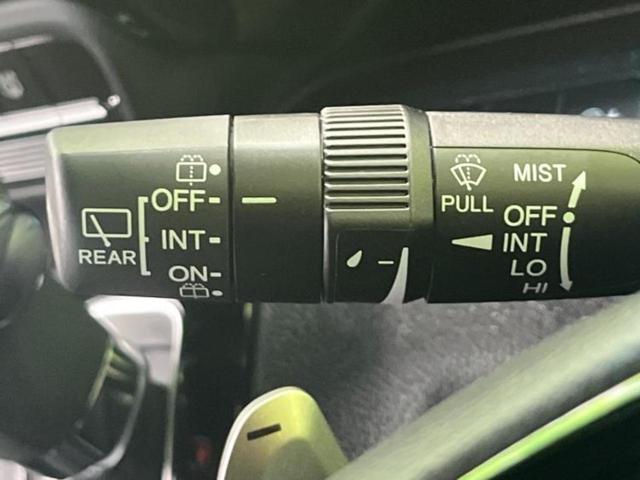 OFF
INT
ON
REAR
PULL
MIST
OFF
INT
LO
HI